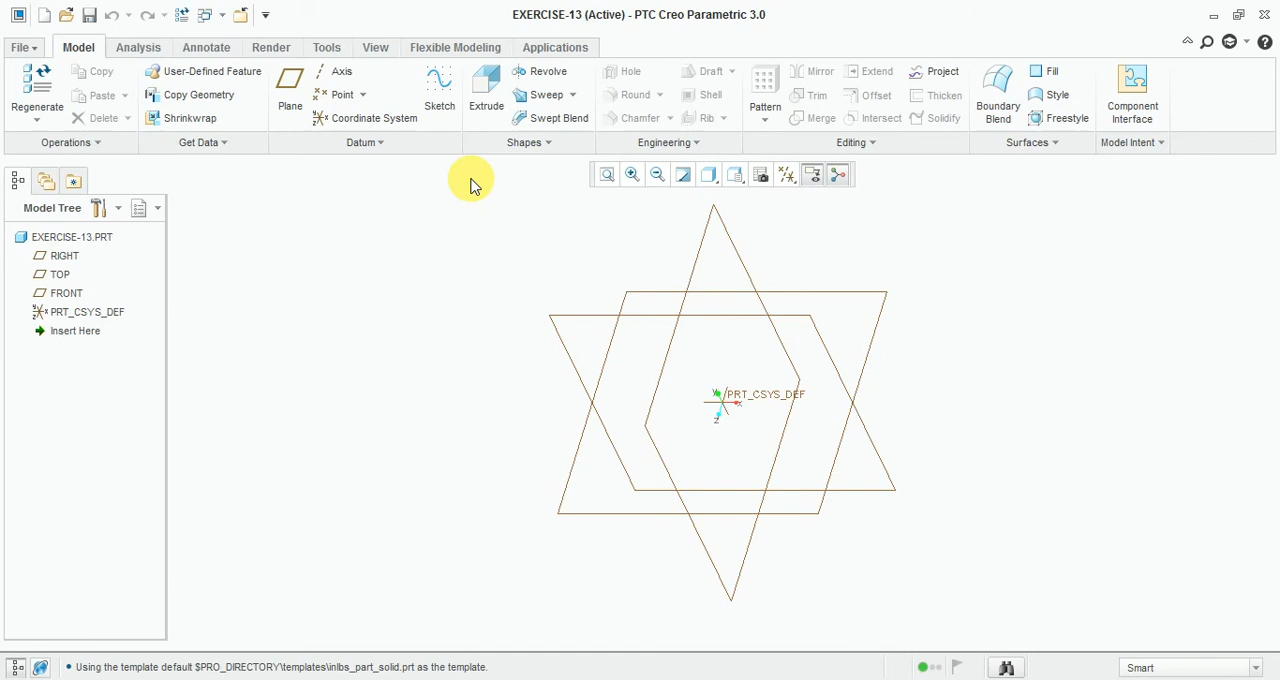 EXERCISE-13 (Active) - PTC Creo Parametric 3.0
File Model Analysis Annotate Render Tools View Flexible Modeling Applications
Regenerate Copy Paste Delete
Operations
User-Defined Feature
Copy Geometry
Shrinkwrap
Get Data
Plane Axis Point Coordinate System Sketch
Datum
Extrude Revolve Sweep Swept Blend
Shapes
Hole Draft
Round Shell
Chamfer Rib
Engineering
Pattern Mirror Extend Project
Trim Offset Thicken
Merge Intersect Solidify
Editing
Boundary Blend Fill Style Freestyle
Surfaces
Component Interface
Model Intent
Model Tree
EXERCISE-13.PRT
RIGHT
TOP
FRONT
PRT_CSYS_DEF
Insert Here
Y PRT_CSYS_DEF
X
Z
• Using the template default $PRO_DIRECTORY\templates\inlbs_part_solid.prt as the template.
Smart